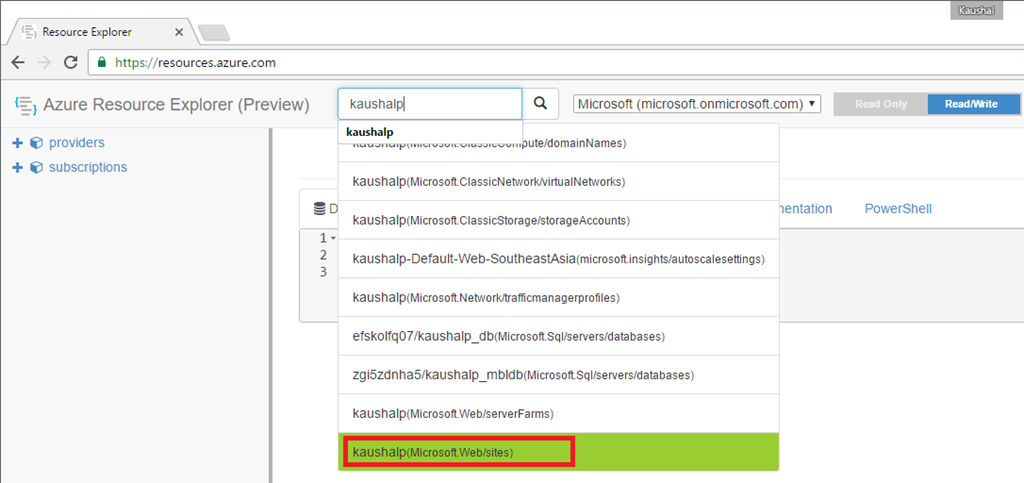 Kaushal
Resource Explorer
https://resources.azure.com
Azure Resource Explorer (Preview)
kaushalp
Microsoft (microsoft.onmicrosoft.com)
Read Only
Read/Write
kaushalp
providers
subscriptions
kaushalp(Microsoft.ClassicCompute/domainNames)
kaushalp(Microsoft.ClassicNetwork/virtualNetworks)
kaushalp(Microsoft.ClassicStorage/storageAccounts)
kaushalp-Default-Web-SoutheastAsia(microsoft.insights/autoscalesettings)
kaushalp(Microsoft.Network/trafficmanagerprofiles)
efskolfq07/kaushalp_db(Microsoft.Sql/servers/databases)
zgi5zdnha5/kaushalp_mbldb(Microsoft.Sql/servers/databases)
kaushalp(Microsoft.Web/serverFarms)
kaushalp(Microsoft.Web/sites)
D
mentation
PowerShell
1
2
3